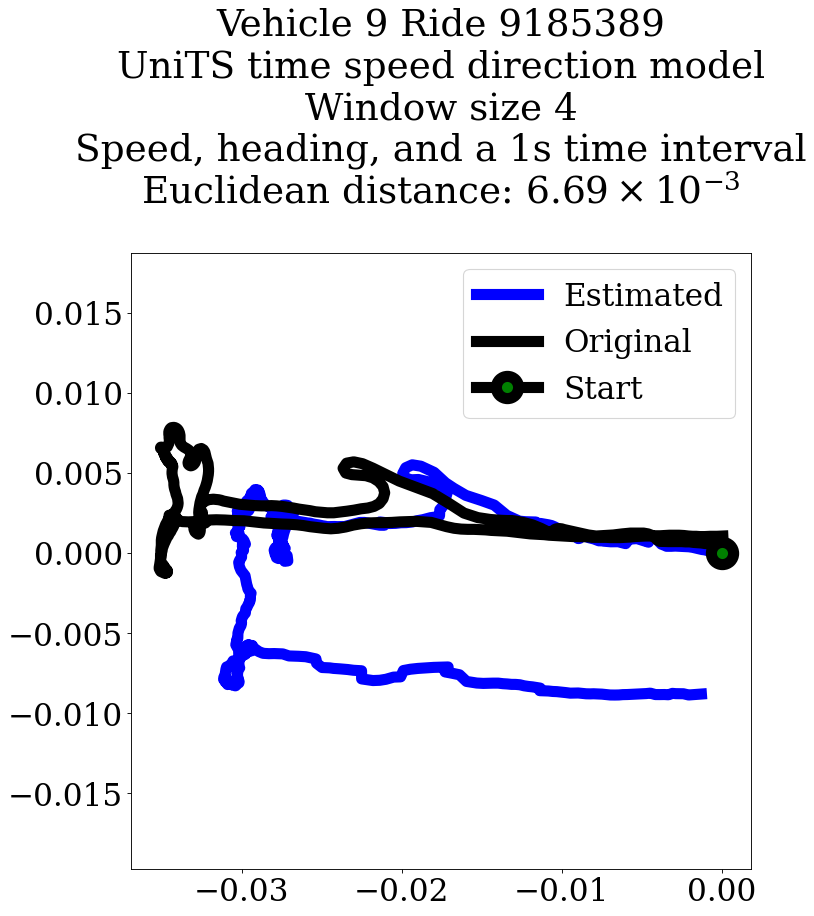 Vehicle 9 Ride 9185389
UniTS time speed direction model
Window size 4
Speed, heading, and a 1s time interval
Euclidean distance: 6.69 × 10⁻³
Estimated
Original
Start
0.015
0.010
0.005
0.000
−0.005
−0.010
−0.015
−0.03 −0.02 −0.01 0.00